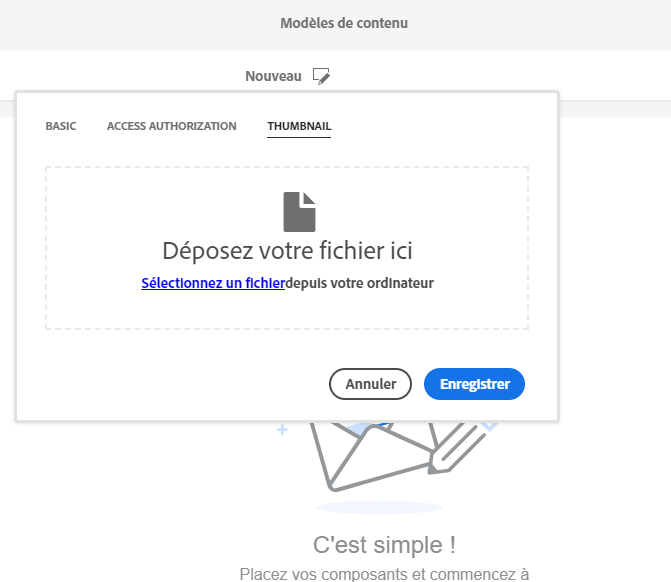 Modèles de contenu
Nouveau
BASIC ACCESS AUTHORIZATION THUMBNAIL
Déposez votre fichier ici
Sélectionnez un fichierdepuis votre ordinateur
Annuler Enregistrer
C'est simple !
Placez vos composants et commencez à